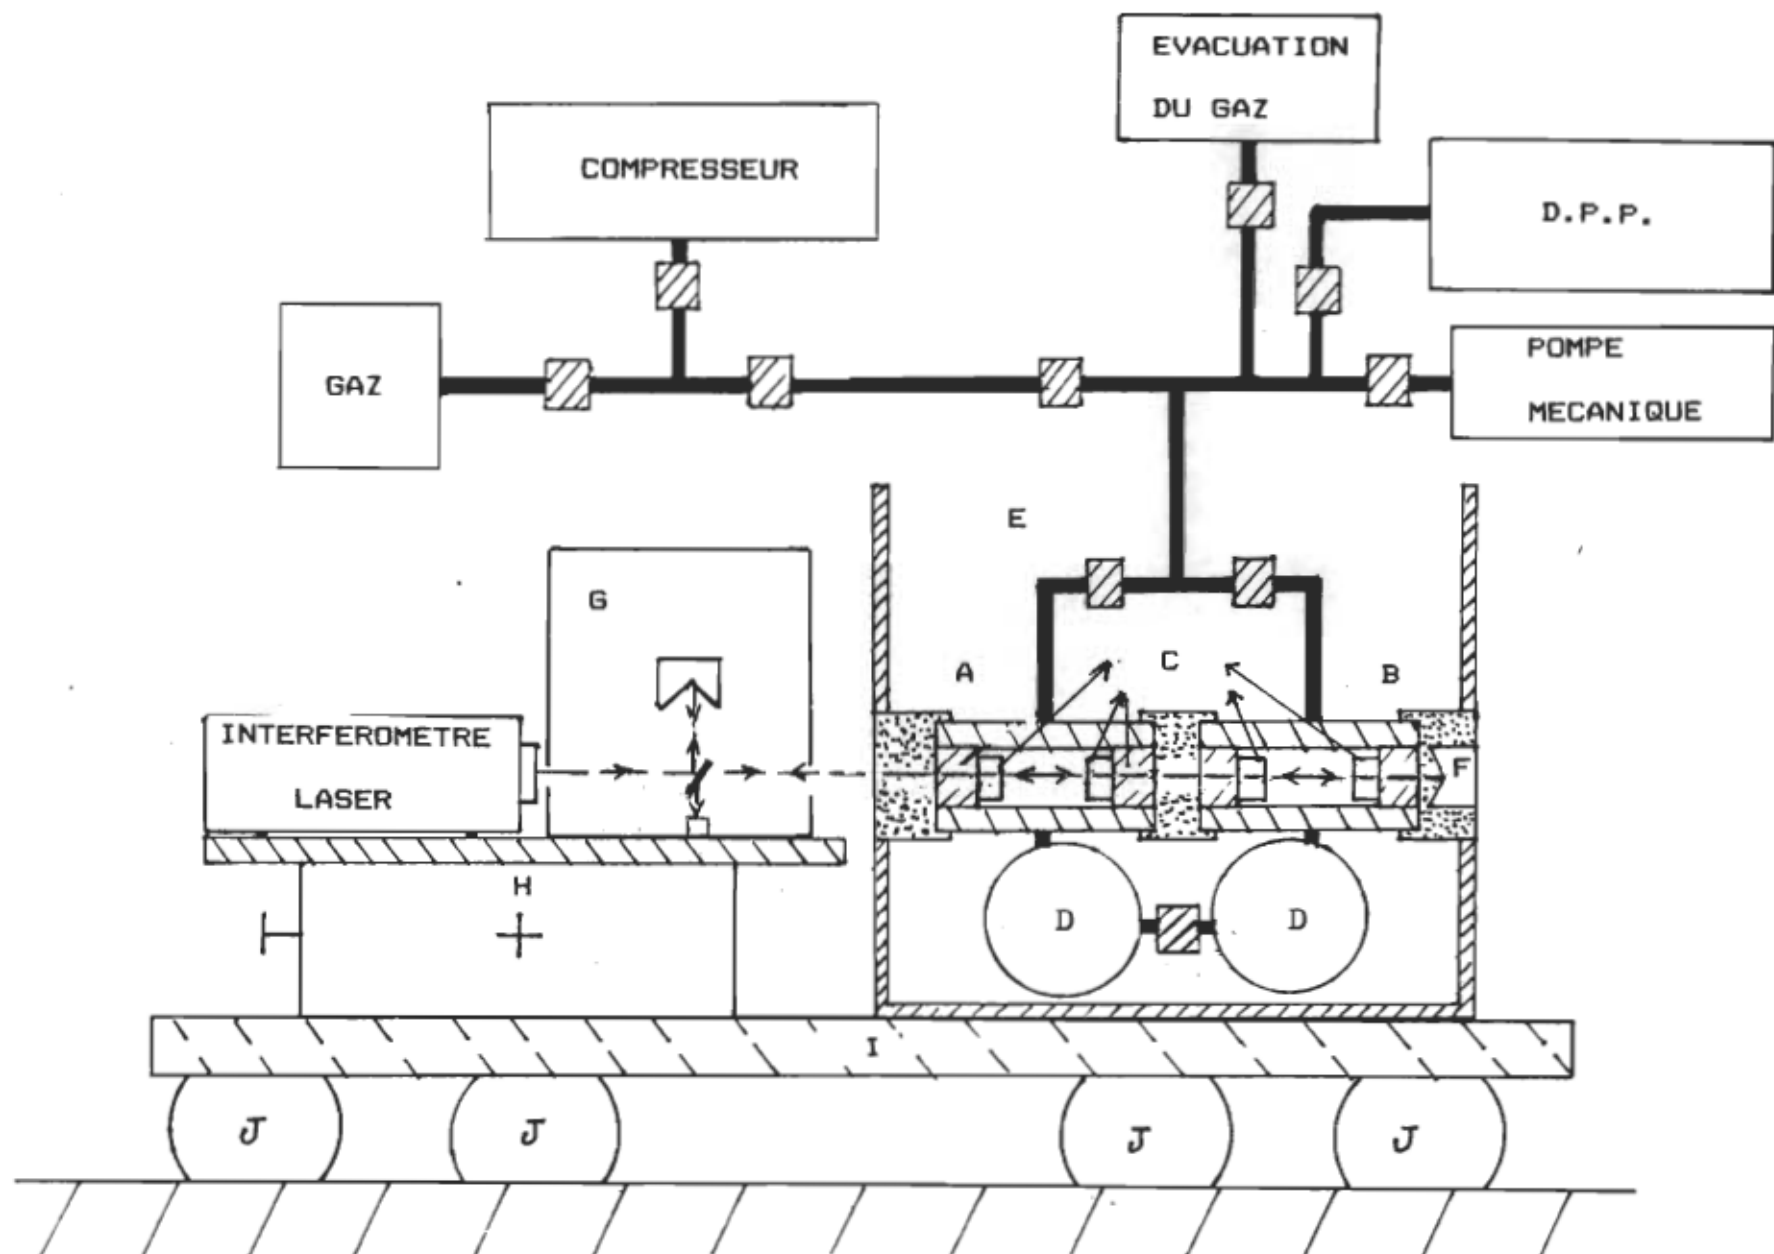 EVACUATION
DU GAZ
COMPRESSEUR
D.P.P.
GAZ
POMPE
MECANIQUE
E
G
A
C
B
INTERFEROMETRE
LASER
F
H
D
D
I
J
J
J
J